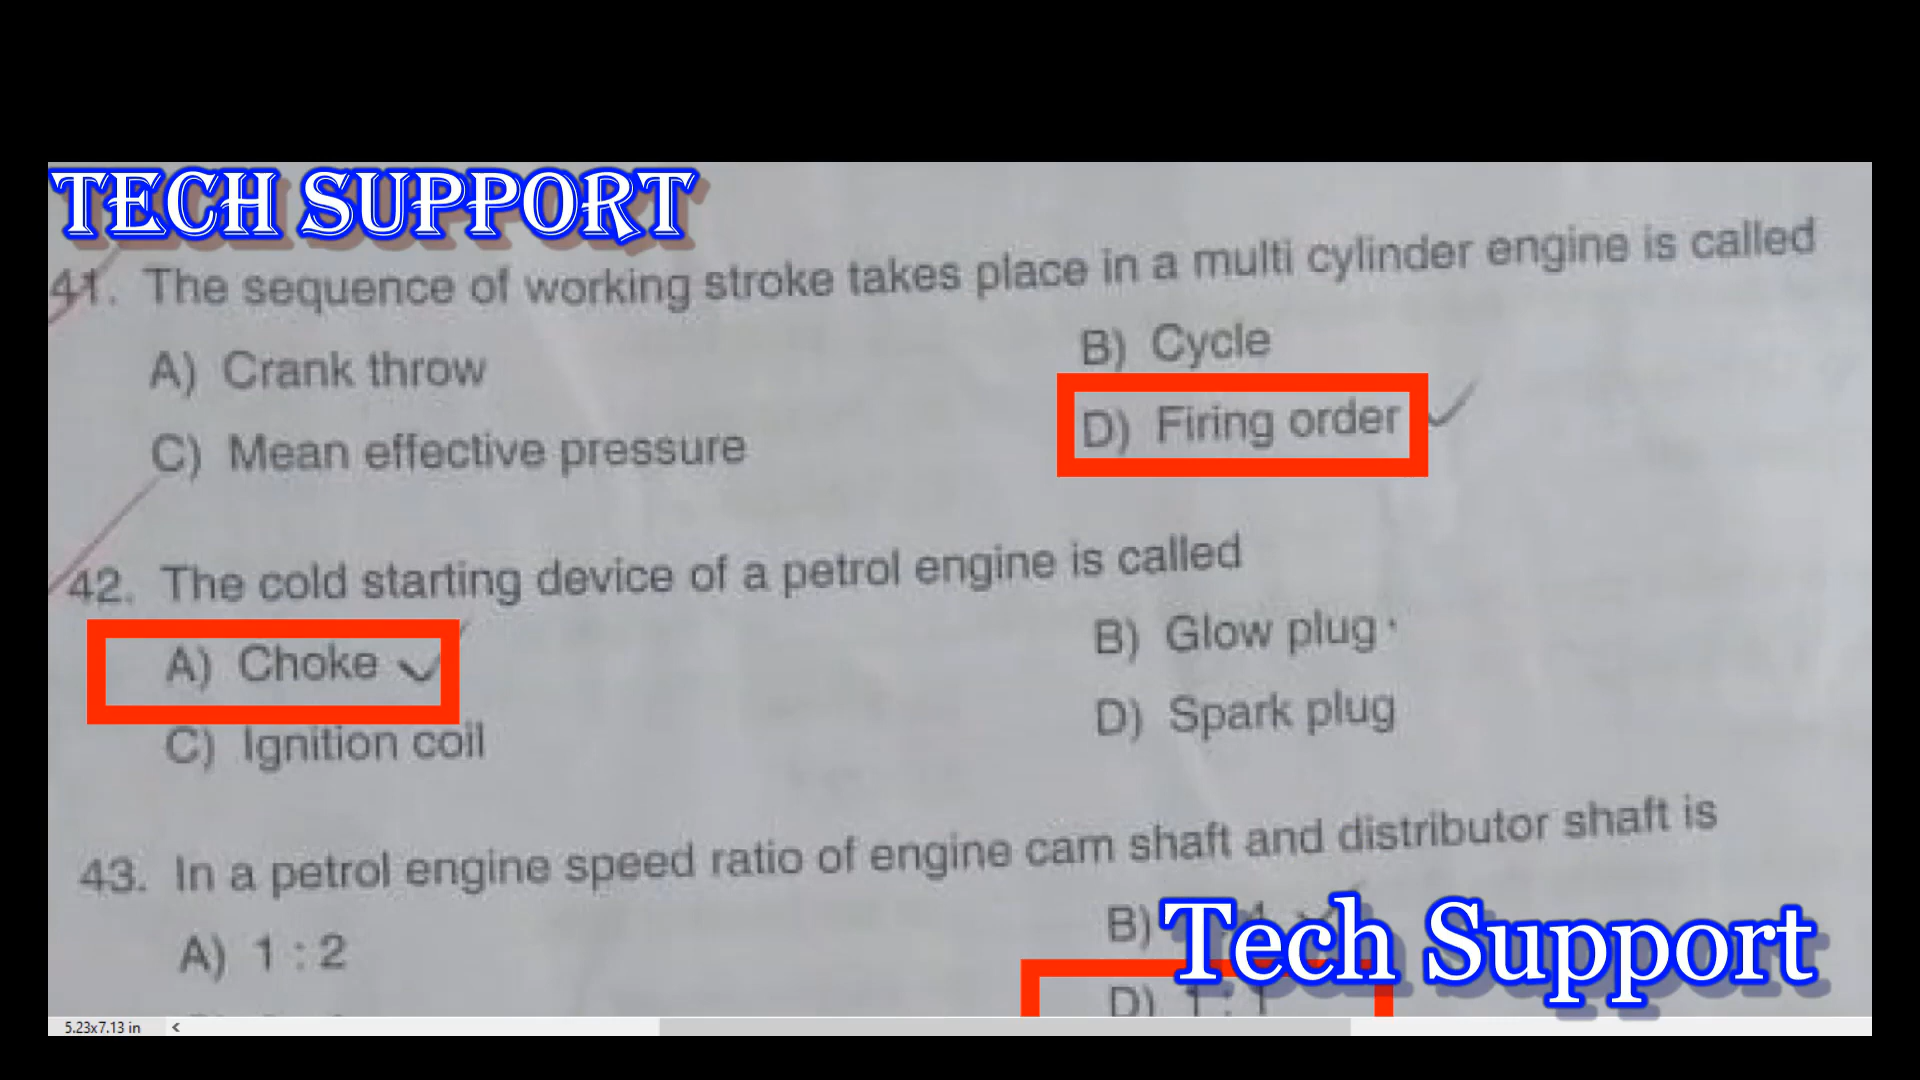 TECH SUPPORT
41. The sequence of working stroke takes place in a multi cylinder engine is called
A) Crank throw
B) Cycle
C) Mean effective pressure
D) Firing order
42. The cold starting device of a petrol engine is called
A) Choke
B) Glow plug
C) Ignition coil
D) Spark plug
43. In a petrol engine speed ratio of engine cam shaft and distributor shaft is
A) 1 : 2
B)
D) 1 : 1
Tech Support
5.23x7.13 in <